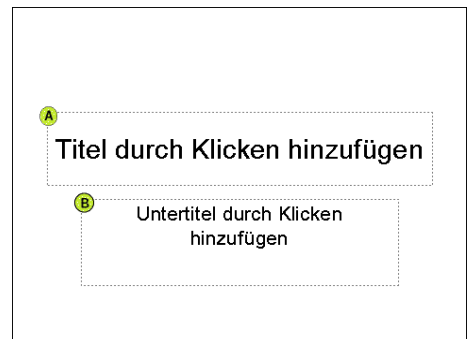 A
Titel durch Klicken hinzufügen
B
Untertitel durch Klicken
hinzufügen